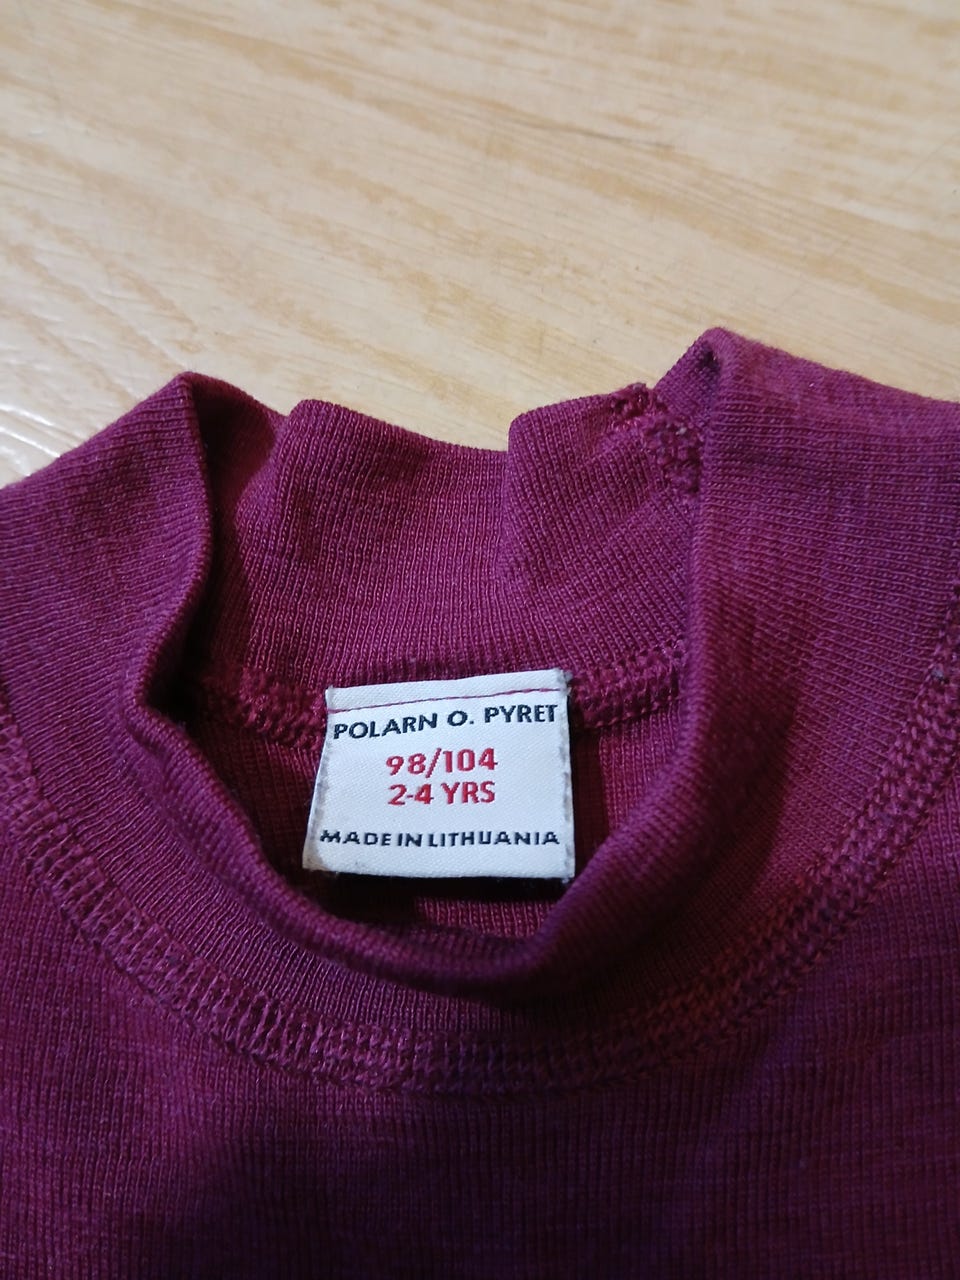 POLARN O. PYRET
98/104
2-4 YRS
MADE IN LITHUANIA